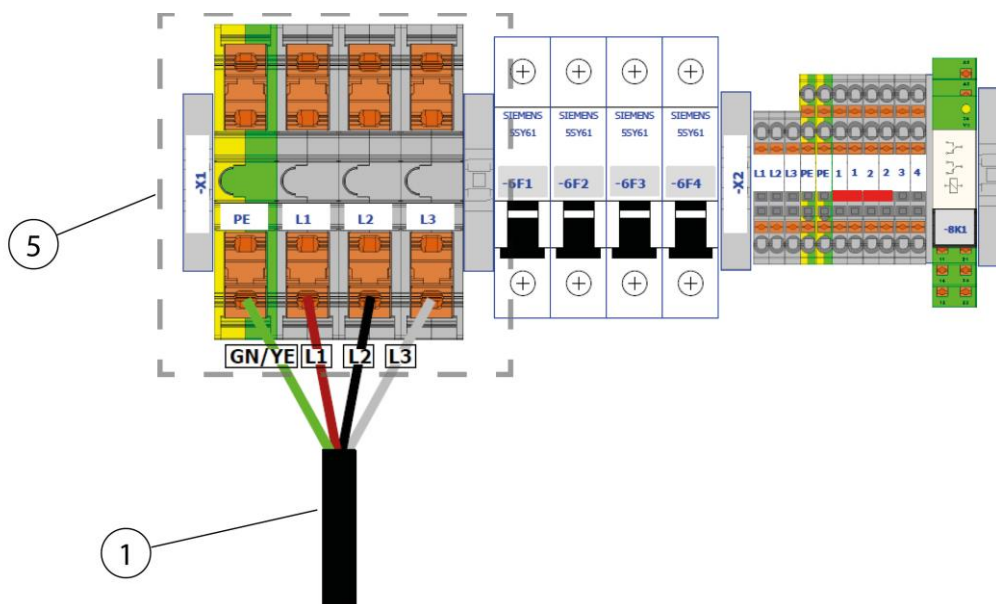 -X1
PE L1 L2 L3
GN/YE L1 L2 L3
5
1
SIEMENS SIEMENS SIEMENS SIEMENS
5SY61 5SY61 5SY61 5SY61
-6F1 -6F2 -6F3 -6F4
-X2
L1 L2 L3 PE PE 1 1 2 2 3 4
-8K1